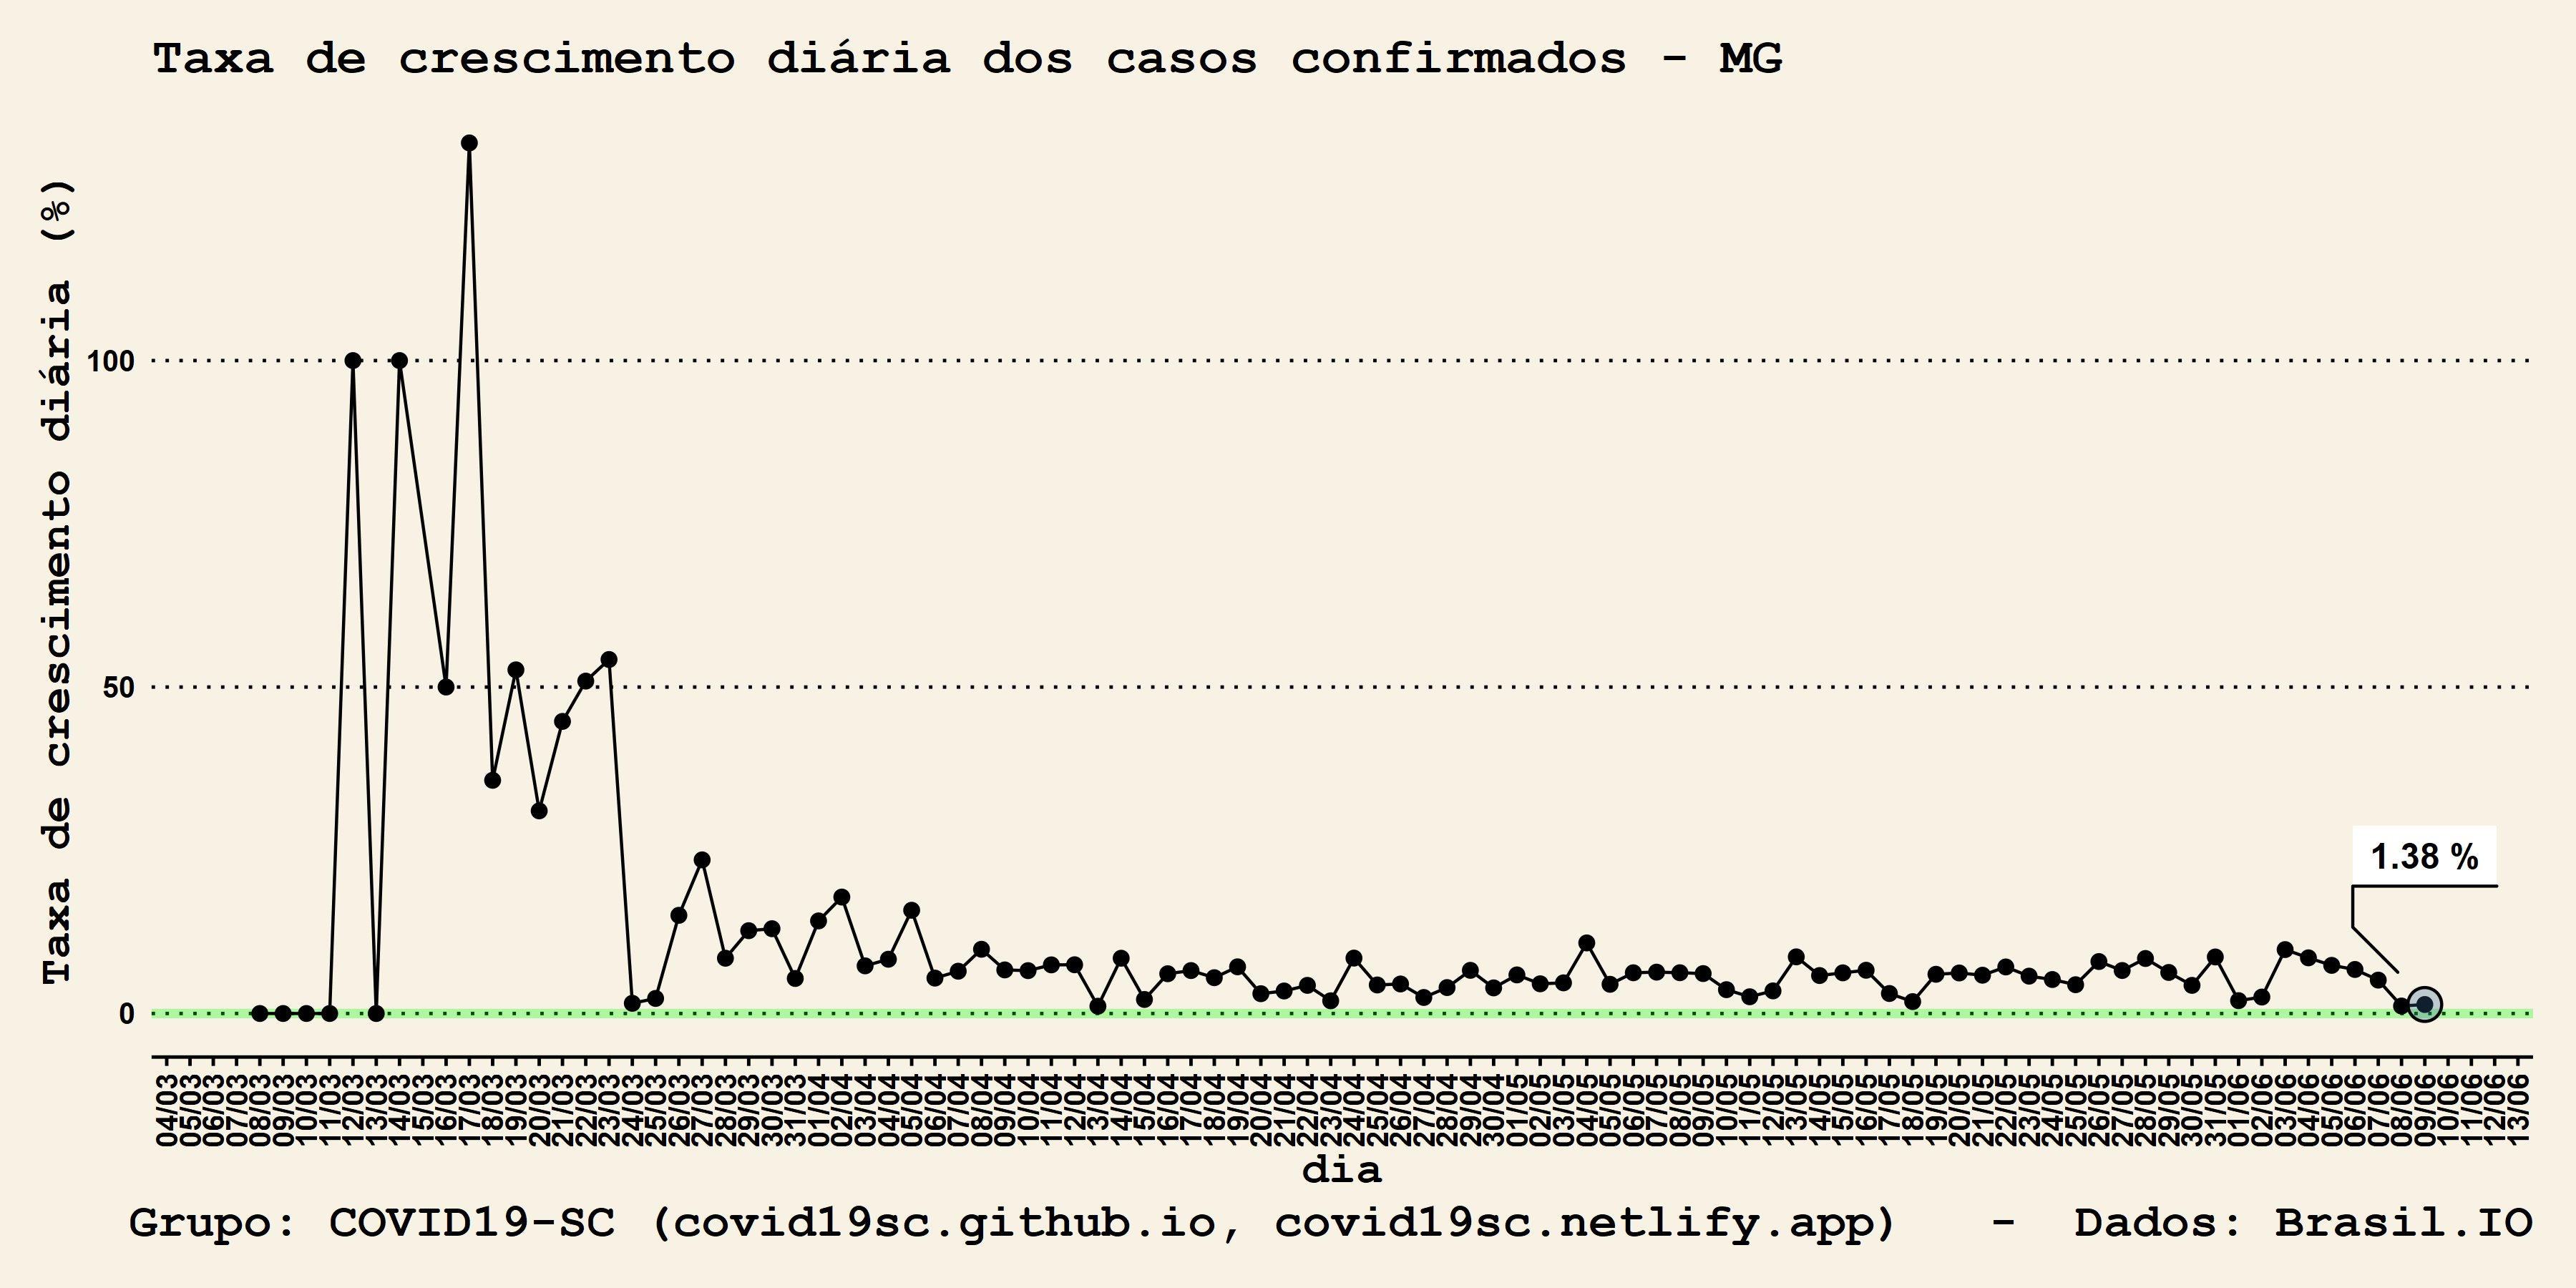 Taxa de crescimento diária dos casos confirmados - MG
Taxa de crescimento diária (%)
100
50
0
1.38 %
04/03 05/03 06/03 07/03 08/03 09/03 10/03 11/03 12/03 13/03 14/03 15/03 16/03 17/03 18/03 19/03 20/03 21/03 22/03 23/03 24/03 25/03 26/03 27/03 28/03 29/03 30/03 31/03 01/04 02/04 03/04 04/04 05/04 06/04 07/04 08/04 09/04 10/04 11/04 12/04 13/04 14/04 15/04 16/04 17/04 18/04 19/04 20/04 21/04 22/04 23/04 24/04 25/04 26/04 27/04 28/04 29/04 30/04 01/05 02/05 03/05 04/05 05/05 06/05 07/05 08/05 09/05 10/05 11/05 12/05 13/05 14/05 15/05 16/05 17/05 18/05 19/05 20/05 21/05 22/05 23/05 24/05 25/05 26/05 27/05 28/05 29/05 30/05 31/05 01/06 02/06 03/06 04/06 05/06 06/06 07/06 08/06 09/06 10/06 11/06 12/06 13/06
dia
Grupo: COVID19-SC (covid19sc.github.io, covid19sc.netlify.app) - Dados: Brasil.IO